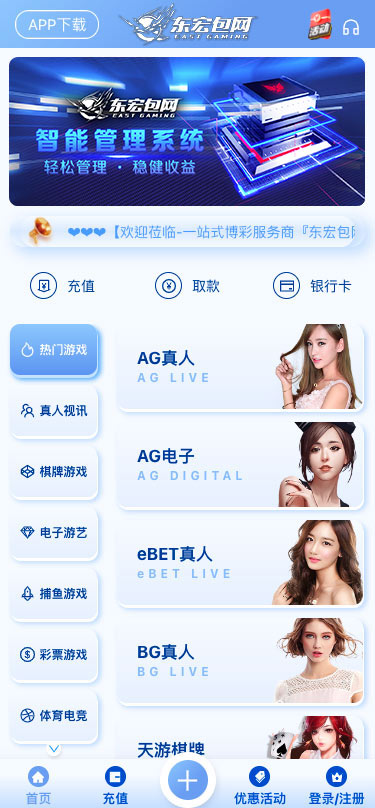 APP下载
东宏包网
EAST GAMING
活动
东宏包网
EAST GAMING
智能管理系统
轻松管理 · 稳健收益
❤❤❤【欢迎莅临-一站式博彩服务商『东宏包网
充值
取款
银行卡
热门游戏
真人视讯
棋牌游戏
电子游艺
捕鱼游戏
彩票游戏
体育电竞
AG真人
AG LIVE
AG电子
AG DIGITAL
eBET真人
eBET LIVE
BG真人
BG LIVE
天游棋牌
首页
充值
优惠活动
登录/注册